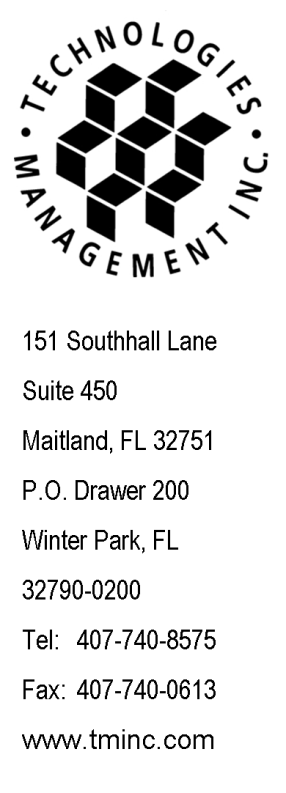 • TECHNOLOGIES •
MANAGEMENT INC.
151 Southhall Lane
Suite 450
Maitland, FL 32751
P.O. Drawer 200
Winter Park, FL
32790-0200
Tel: 407-740-8575
Fax: 407-740-0613
www.tminc.com